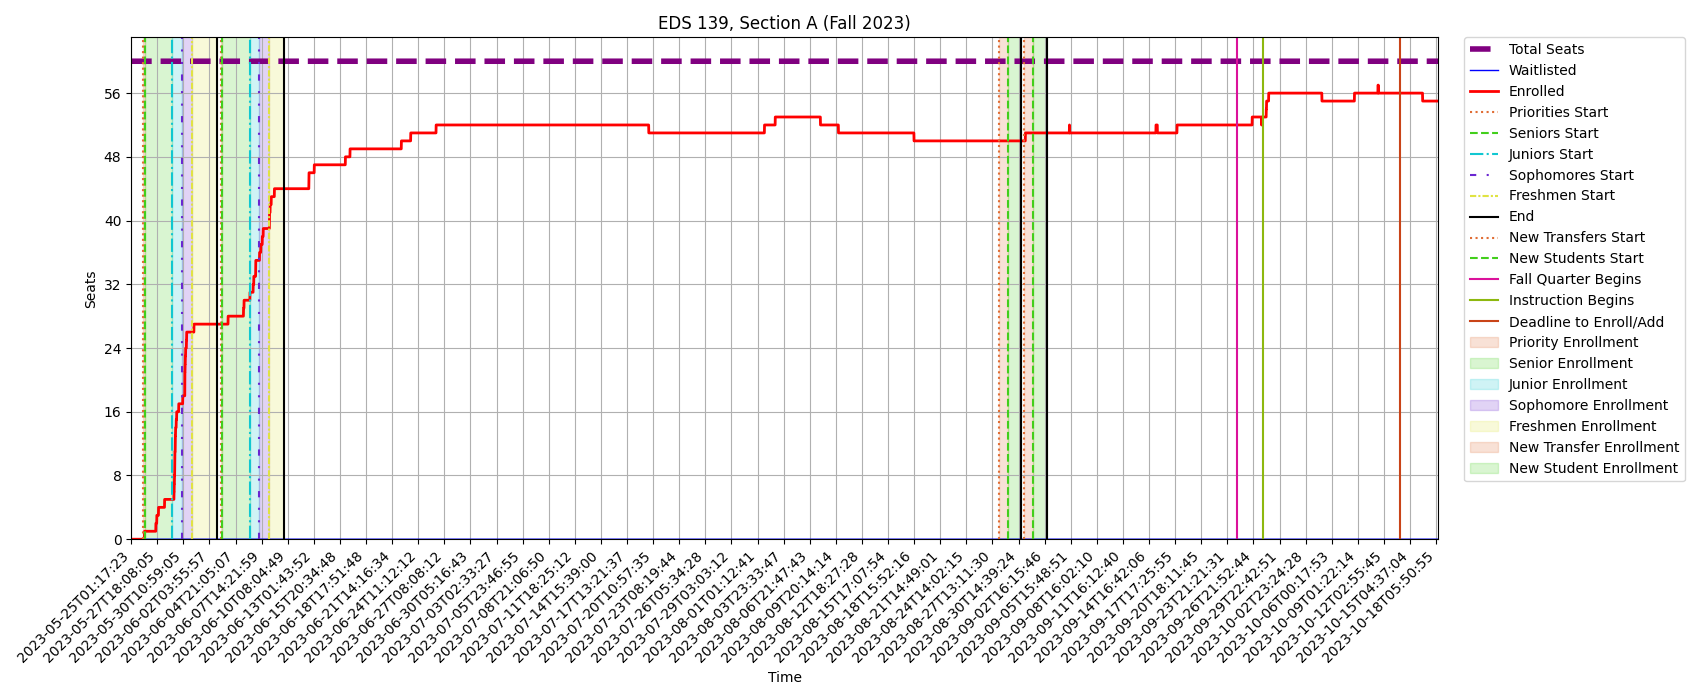 EDS 139, Section A (Fall 2023)
Seats
56
48
40
32
24
16
8
0
2023-05-25T01:17:23
2023-05-27T18:08:05
2023-05-30T10:59:05
2023-06-02T03:55:57
2023-06-04T21:05:07
2023-06-07T14:21:59
2023-06-10T08:04:49
2023-06-13T01:43:52
2023-06-15T20:34:48
2023-06-18T17:51:48
2023-06-21T14:16:34
2023-06-24T11:12:12
2023-06-27T08:08:12
2023-06-30T05:16:43
2023-07-03T02:33:27
2023-07-05T23:46:55
2023-07-08T21:06:50
2023-07-11T18:25:12
2023-07-14T15:39:00
2023-07-17T13:21:37
2023-07-20T10:57:35
2023-07-23T08:19:44
2023-07-26T05:34:28
2023-07-29T03:03:12
2023-08-01T01:12:41
2023-08-03T23:33:47
2023-08-06T21:47:43
2023-08-09T20:14:14
2023-08-12T18:27:28
2023-08-15T17:07:54
2023-08-18T15:52:16
2023-08-21T14:49:01
2023-08-24T14:02:15
2023-08-27T13:11:30
2023-08-30T14:39:24
2023-09-02T16:15:46
2023-09-05T15:48:51
2023-09-08T16:02:10
2023-09-11T16:12:40
2023-09-14T16:42:06
2023-09-17T17:25:55
2023-09-20T18:11:45
2023-09-23T21:21:31
2023-09-26T21:52:44
2023-09-29T22:42:51
2023-10-02T23:24:28
2023-10-06T00:17:53
2023-10-09T01:22:14
2023-10-12T02:55:45
2023-10-15T04:37:04
2023-10-18T05:50:55
Time
Total Seats
Waitlisted
Enrolled
Priorities Start
Seniors Start
Juniors Start
Sophomores Start
Freshmen Start
End
New Transfers Start
New Students Start
Fall Quarter Begins
Instruction Begins
Deadline to Enroll/Add
Priority Enrollment
Senior Enrollment
Junior Enrollment
Sophomore Enrollment
Freshmen Enrollment
New Transfer Enrollment
New Student Enrollment